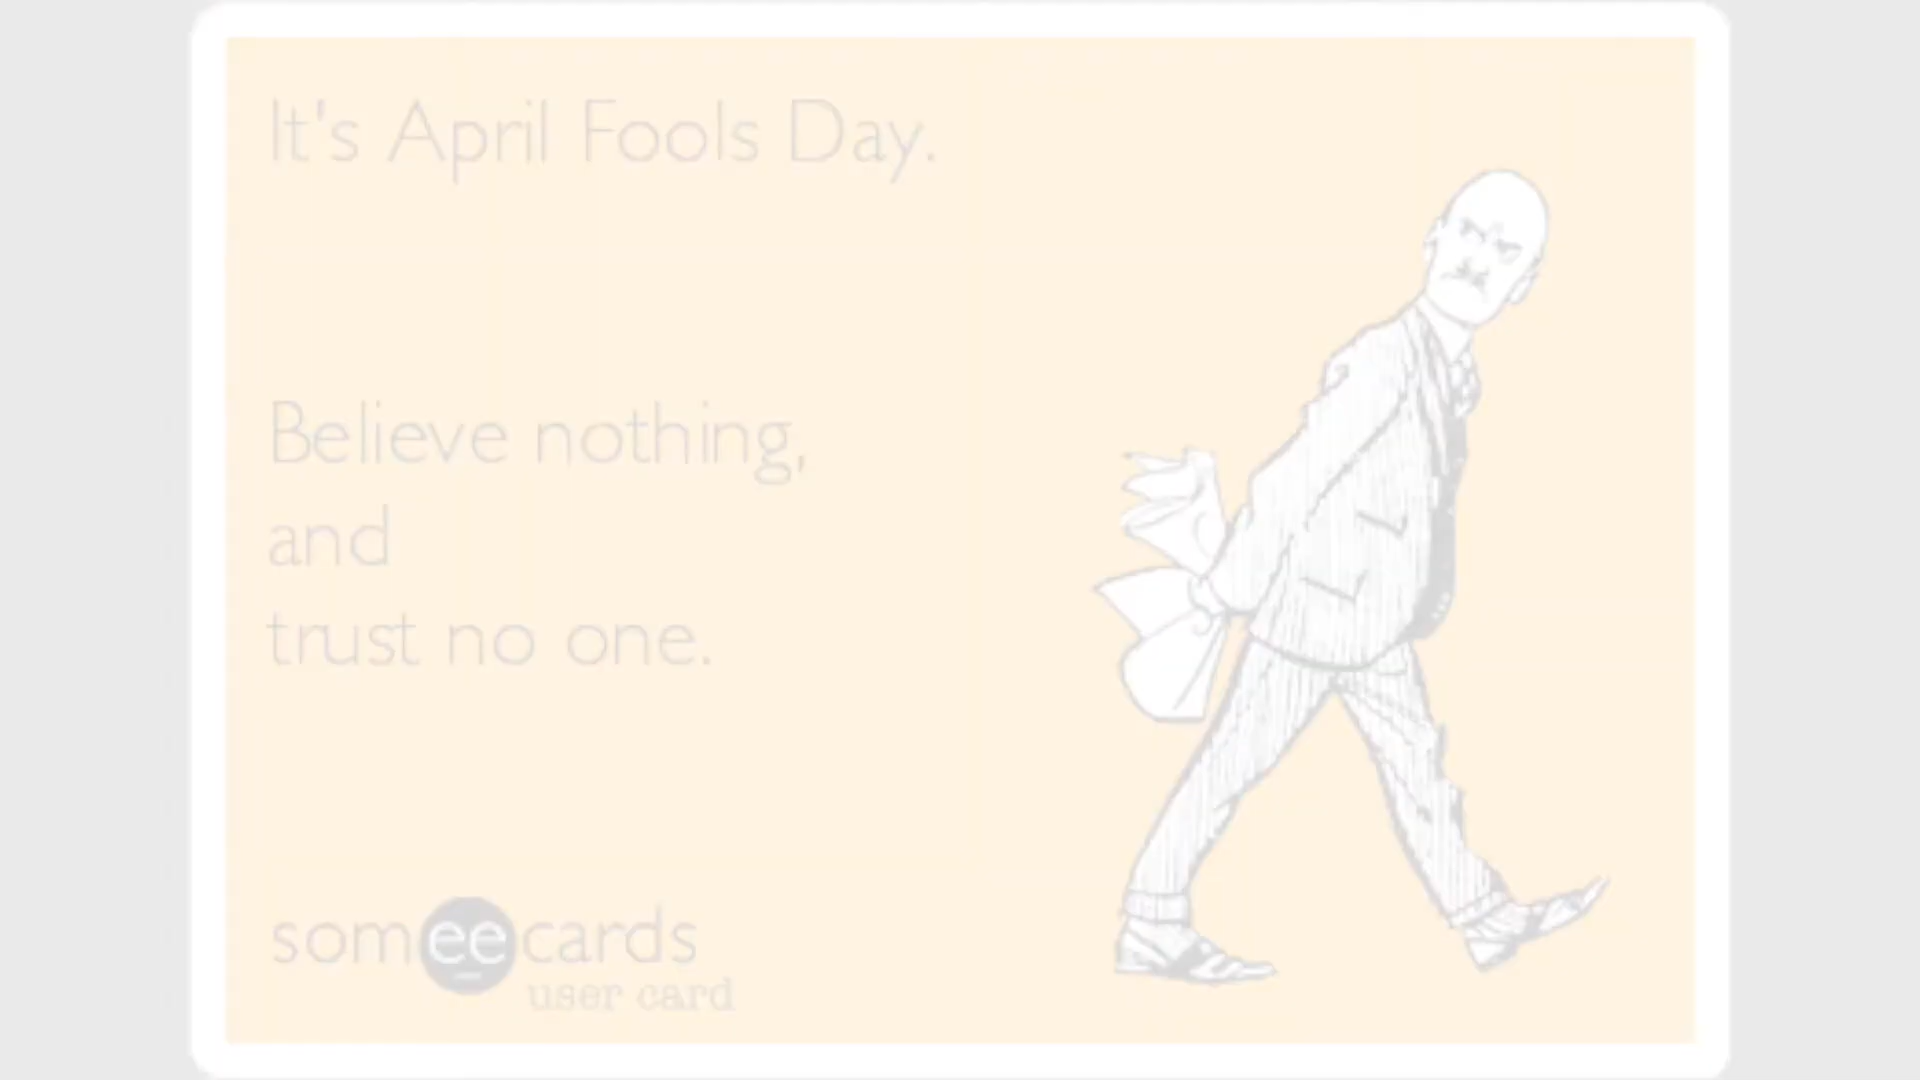 It's April Fools Day.
Believe nothing,
and
trust no one.
someecards
user card